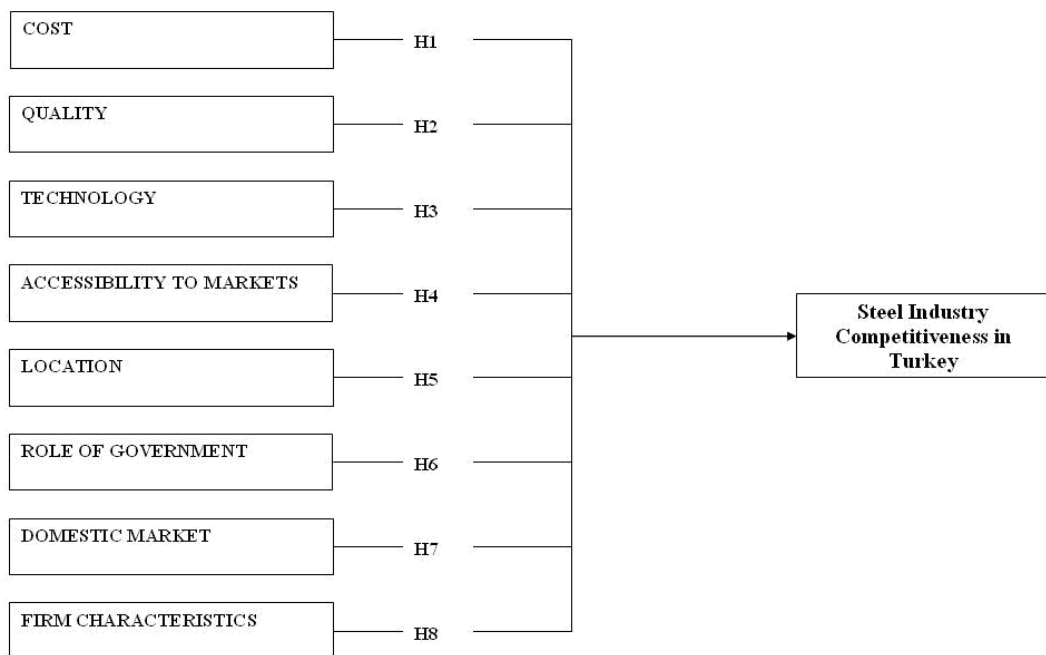 COST
H1
QUALITY
H2
TECHNOLOGY
H3
ACCESSIBILITY TO MARKETS
H4
LOCATION
H5
ROLE OF GOVERNMENT
H6
DOMESTIC MARKET
H7
FIRM CHARACTERISTICS
H8
Steel Industry
Competitiveness in
Turkey